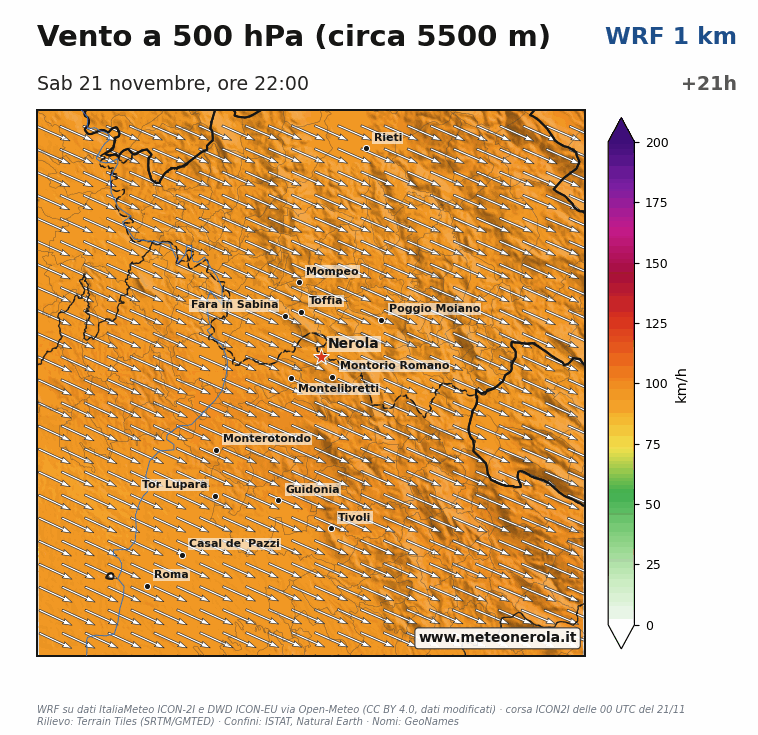 Vento a 500 hPa (circa 5500 m)
WRF 1 km
Sab 21 novembre, ore 22:00
+21h
Rieti
Mompeo
Fara in Sabina
Toffia
Poggio Moiano
Nerola
Montorio Romano
Montelibretti
Monterotondo
Tor Lupara
Guidonia
Tivoli
Casal de' Pazzi
Roma
www.meteonerola.it
200
175
150
125
100
75
50
25
0
km/h
WRF su dati ItaliaMeteo ICON-2I e DWD ICON-EU via Open-Meteo (CC BY 4.0, dati modificati) · corsa ICON2I delle 00 UTC del 21/11
Rilievo: Terrain Tiles (SRTM/GMTED) · Confini: ISTAT, Natural Earth · Nomi: GeoNames